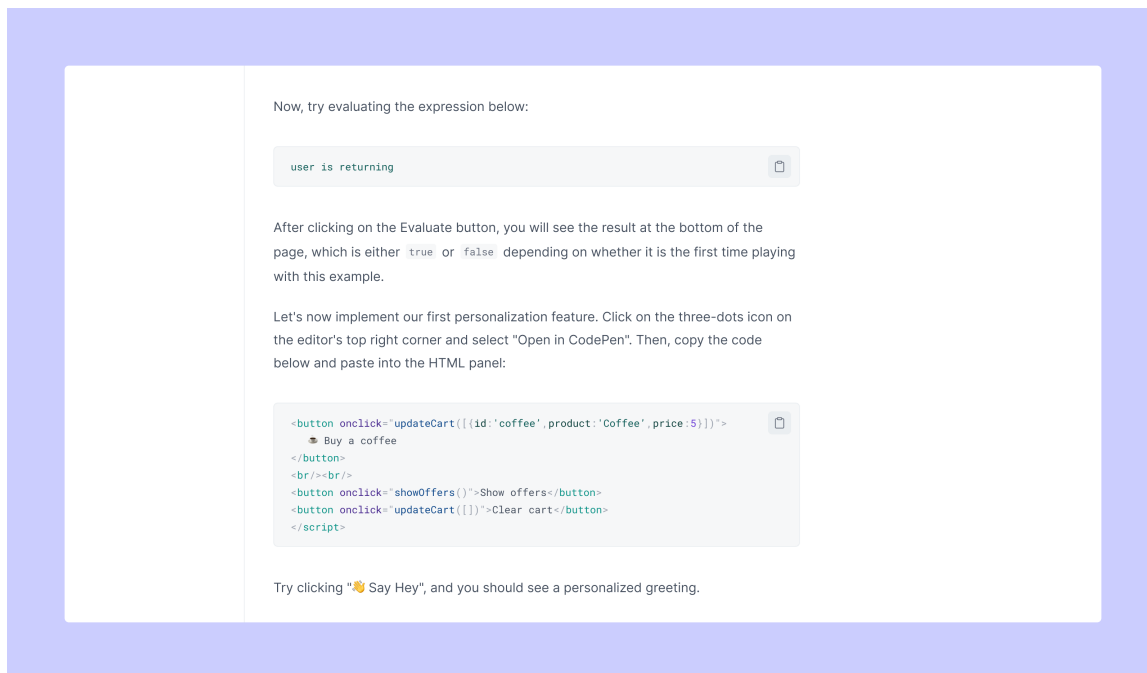 Now, try evaluating the expression below:
user is returning
After clicking on the Evaluate button, you will see the result at the bottom of the
page, which is either true or false depending on whether it is the first time playing
with this example.
Let's now implement our first personalization feature. Click on the three-dots icon on
the editor's top right corner and select "Open in CodePen". Then, copy the code
below and paste into the HTML panel:
<button onclick="updateCart([{id:'coffee',product:'Coffee',price:5}])">
☕ Buy a coffee
</button>
<br/><br/>
<button onclick="showOffers()">Show offers</button>
<button onclick="updateCart([])">Clear cart</button>
</script>
Try clicking "👋 Say Hey", and you should see a personalized greeting.